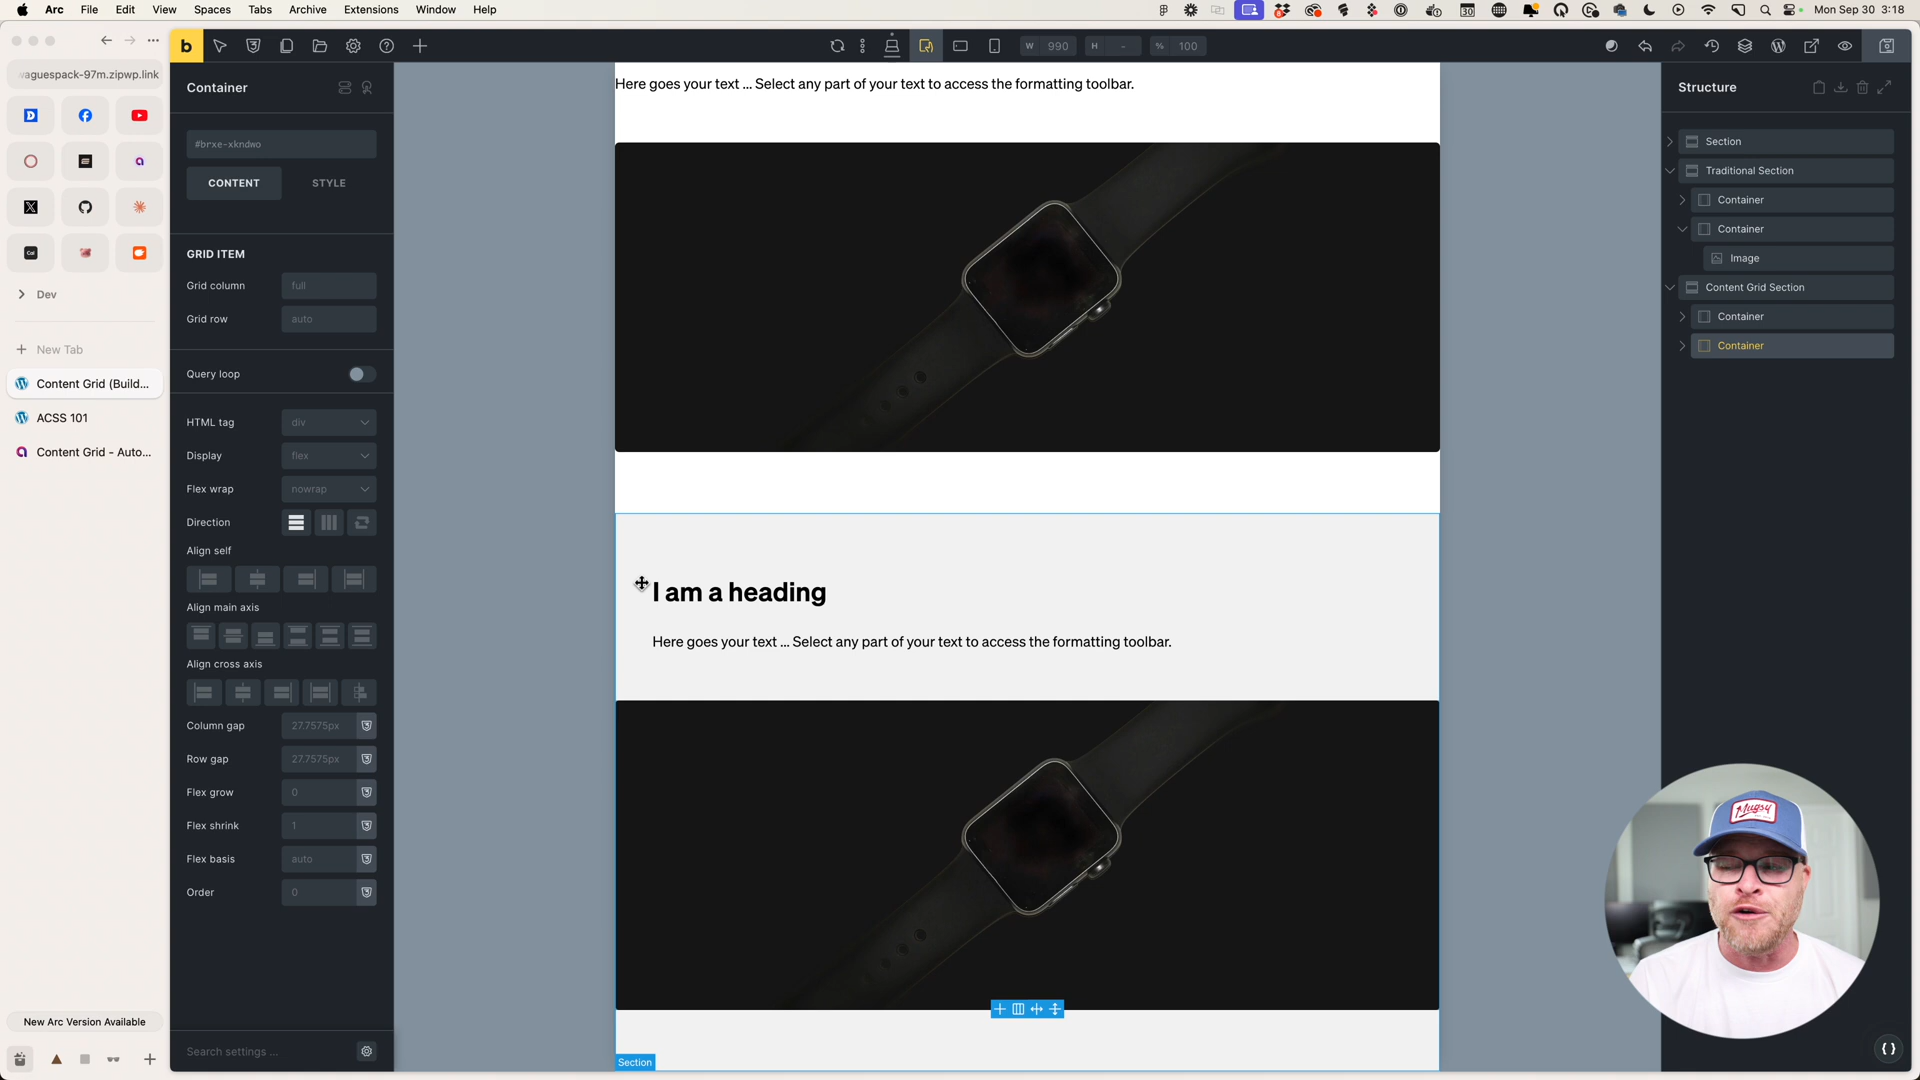 Arc File Edit View Spaces Tabs Archive Extensions Window Help
Mon Sep 30 3:18
vaguespack-97m.zipwp.link
b
W 990 H - % 100
Container
#brxe-xkndwo
CONTENT STYLE
GRID ITEM
Grid column full
Grid row auto
Query loop
HTML tag div
Display flex
Flex wrap nowrap
Direction
Align self
Align main axis
Align cross axis
Column gap 27.7575px
Row gap 27.7575px
Flex grow 0
Flex shrink 1
Flex basis auto
Order 0
Search settings ...
Dev
New Tab
Content Grid (Build...
ACSS 101
Content Grid - Auto...
New Arc Version Available
Here goes your text ... Select any part of your text to access the formatting toolbar.
I am a heading
Here goes your text ... Select any part of your text to access the formatting toolbar.
Section
Structure
Section
Traditional Section
Container
Container
Image
Content Grid Section
Container
Container
Mugsy
{ }